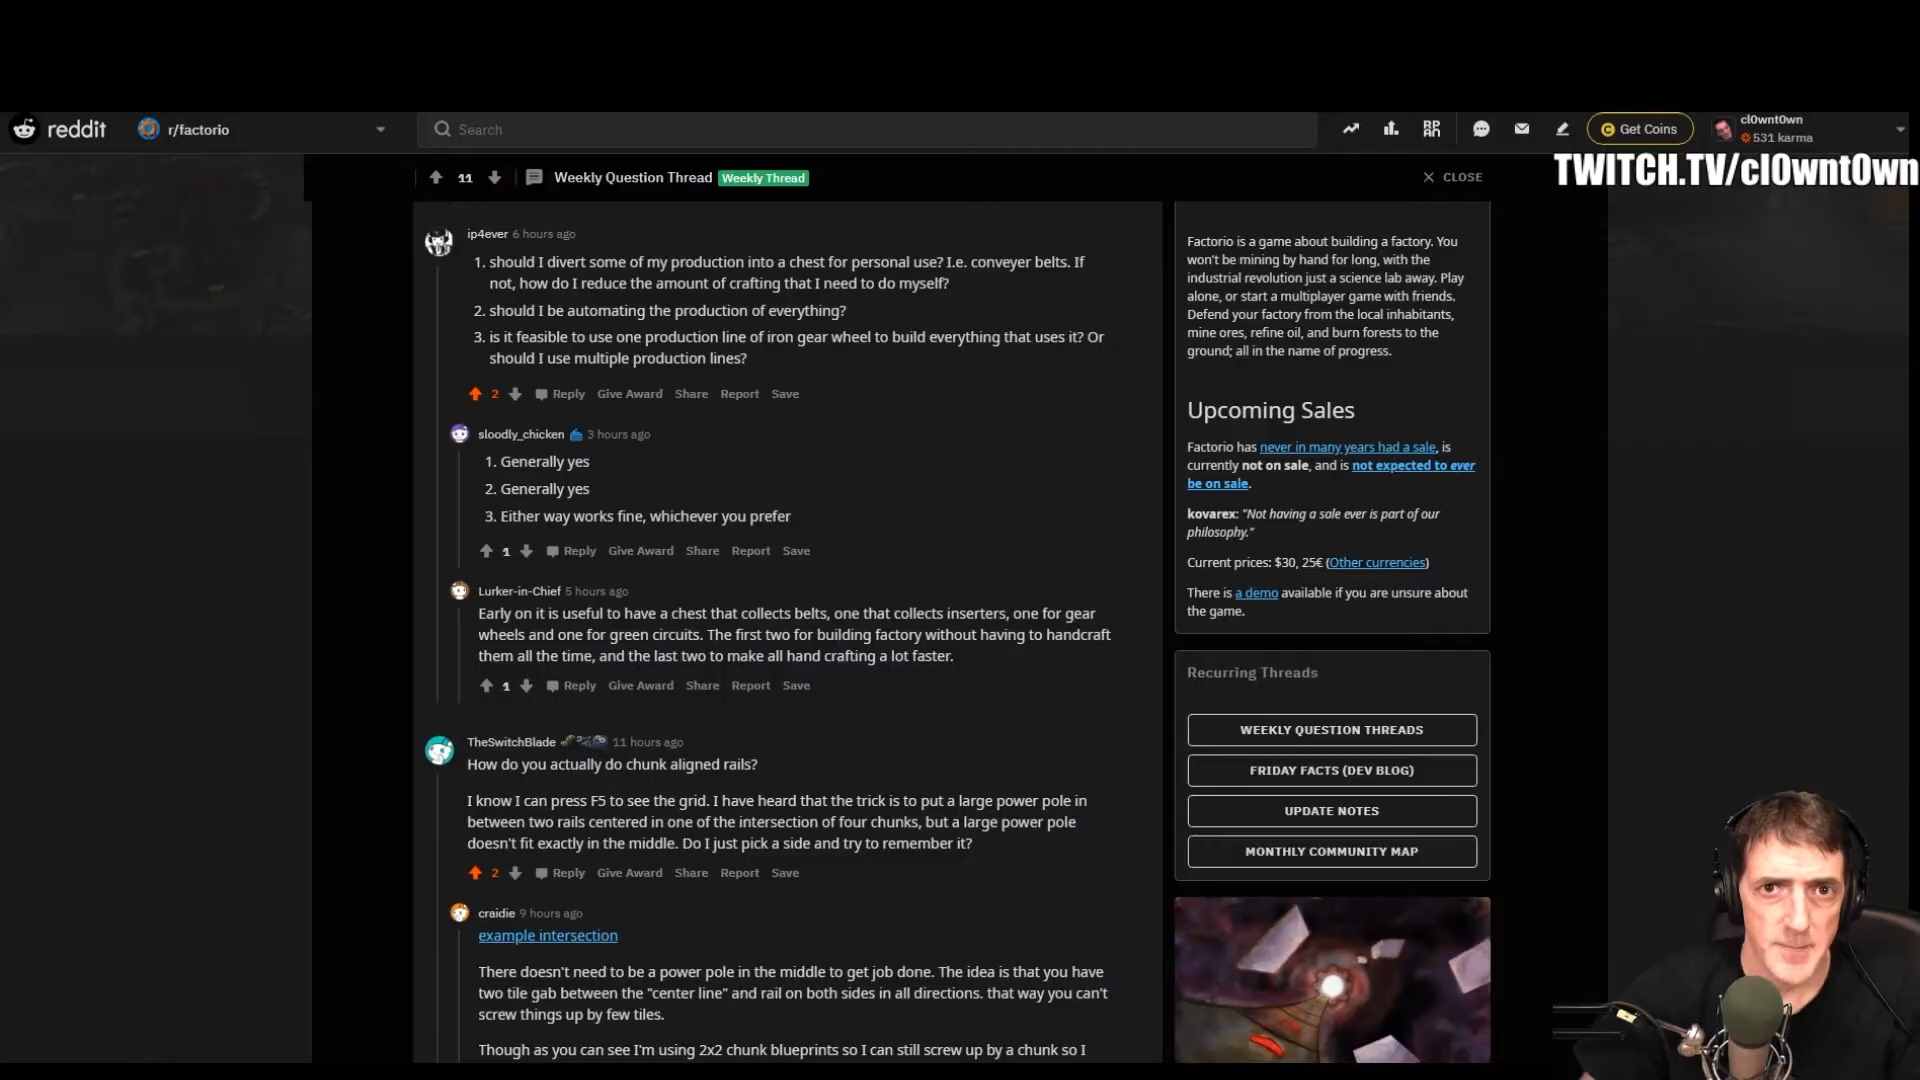 reddit
r/factorio
Search
Get Coins
cl0wnt0wn
531 karma
TWITCH.TV/cl0wnt0wn
11
Weekly Question Thread Weekly Thread
CLOSE
ip4ever 6 hours ago
1. should I divert some of my production into a chest for personal use? I.e. conveyer belts. If
not, how do I reduce the amount of crafting that I need to do myself?
2. should I be automating the production of everything?
3. is it feasible to use one production line of iron gear wheel to build everything that uses it? Or
should I use multiple production lines?
2 Reply Give Award Share Report Save
sloodly_chicken 3 hours ago
1. Generally yes
2. Generally yes
3. Either way works fine, whichever you prefer
1 Reply Give Award Share Report Save
Lurker-in-Chief 5 hours ago
Early on it is useful to have a chest that collects belts, one that collects inserters, one for gear
wheels and one for green circuits. The first two for building factory without having to handcraft
them all the time, and the last two to make all hand crafting a lot faster.
1 Reply Give Award Share Report Save
TheSwitchBlade 11 hours ago
How do you actually do chunk aligned rails?
I know I can press F5 to see the grid. I have heard that the trick is to put a large power pole in
between two rails centered in one of the intersection of four chunks, but a large power pole
doesn't fit exactly in the middle. Do I just pick a side and try to remember it?
2 Reply Give Award Share Report Save
craidie 9 hours ago
example intersection
There doesn't need to be a power pole in the middle to get job done. The idea is that you have
two tile gab between the "center line" and rail on both sides in all directions. that way you can't
screw things up by few tiles.
Though as you can see I'm using 2x2 chunk blueprints so I can still screw up by a chunk so I
Factorio is a game about building a factory. You
won't be mining by hand for long, with the
industrial revolution just a science lab away. Play
alone, or start a multiplayer game with friends.
Defend your factory from the local inhabitants,
mine ores, refine oil, and burn forests to the
ground; all in the name of progress.
Upcoming Sales
Factorio has never in many years had a sale, is
currently not on sale, and is not expected to ever
be on sale.
kovarex: "Not having a sale ever is part of our
philosophy."
Current prices: $30, 25€ (Other currencies)
There is a demo available if you are unsure about
the game.
Recurring Threads
WEEKLY QUESTION THREADS
FRIDAY FACTS (DEV BLOG)
UPDATE NOTES
MONTHLY COMMUNITY MAP